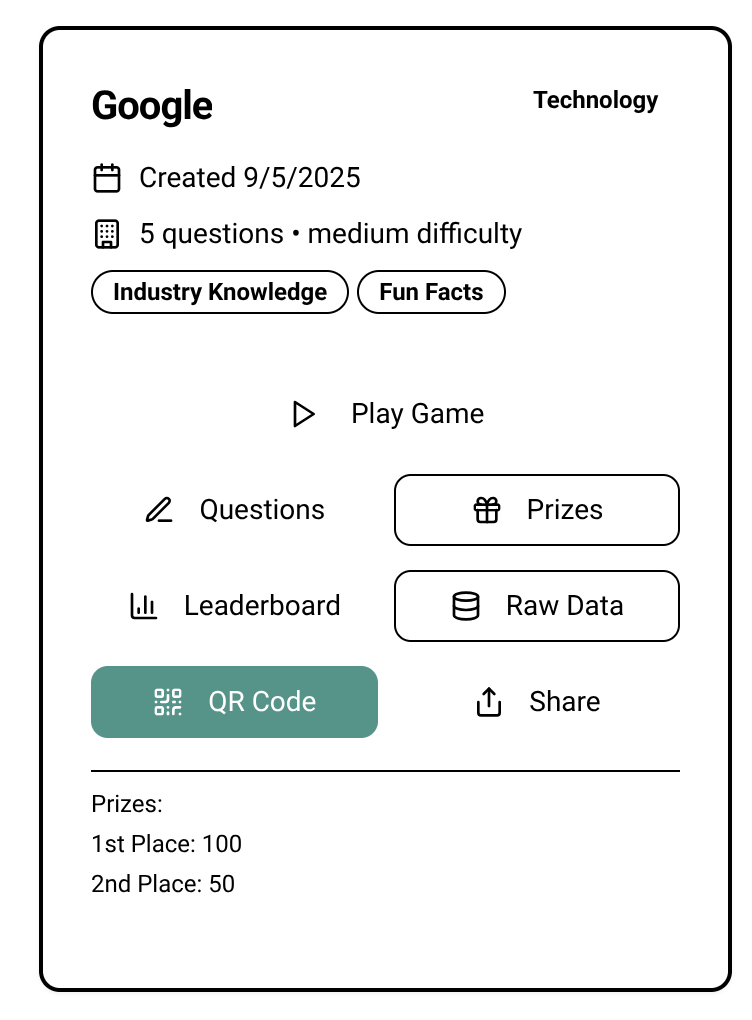 Google
Technology
Created 9/5/2025
5 questions • medium difficulty
Industry Knowledge
Fun Facts
Play Game
Questions
Prizes
Leaderboard
Raw Data
QR Code
Share
Prizes:
1st Place: 100
2nd Place: 50